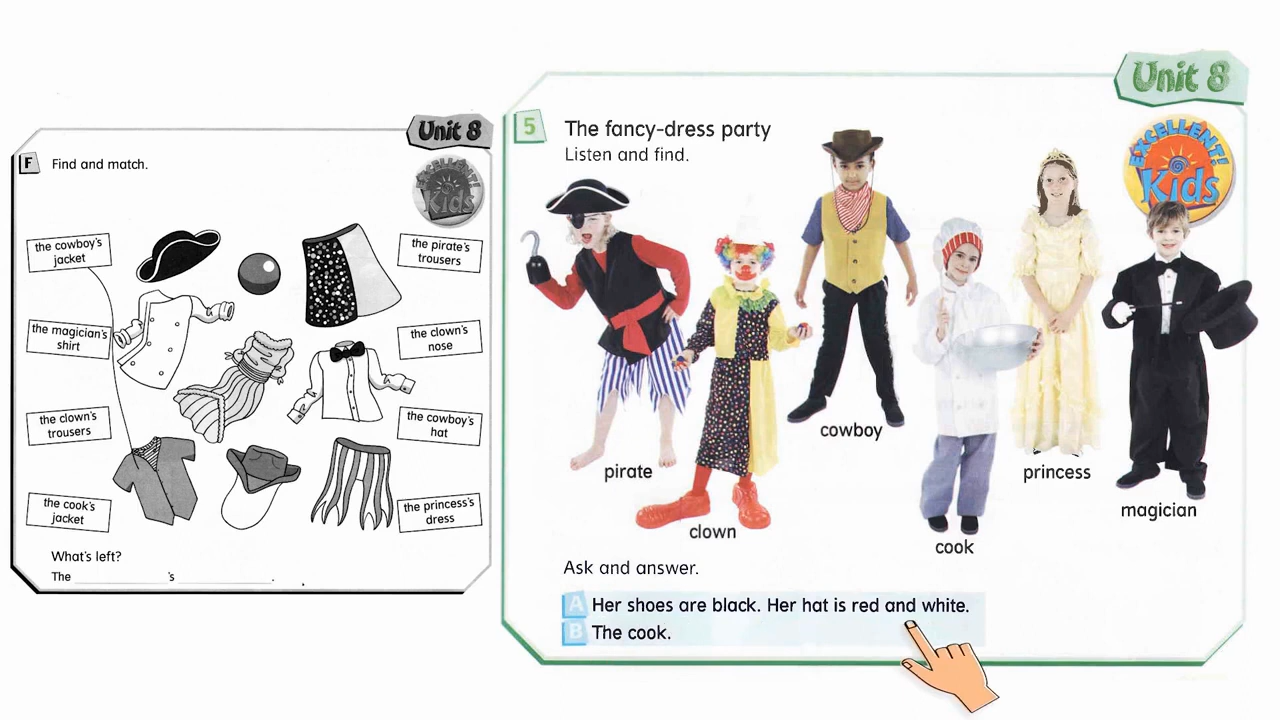 Unit 8
F Find and match.
EXCELLENT!
Kids
the cowboy's
jacket
the pirate's
trousers
the magician's
shirt
the clown's
nose
the clown's
trousers
the cowboy's
hat
the cook's
jacket
the princess's
dress
What's left?
The ____________ 's ____________ .
Unit 8
5 The fancy-dress party
Listen and find.
EXCELLENT!
Kids
pirate
clown
cowboy
cook
princess
magician
Ask and answer.
A Her shoes are black. Her hat is red and white.
B The cook.